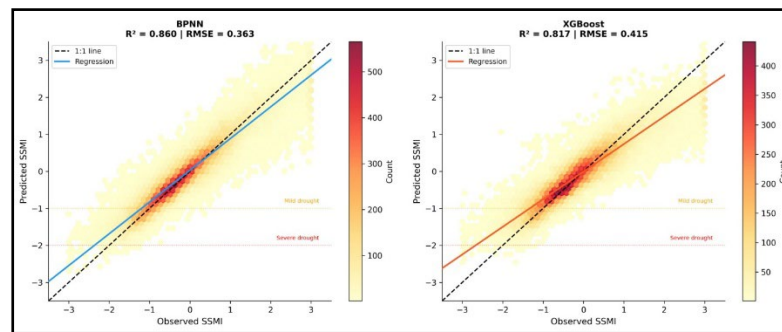 BPNN
R² = 0.860 | RMSE = 0.363
1:1 line
Regression
Predicted SSMI
3
2
1
0
−1
−2
−3
Mild drought
Severe drought
−3
−2
−1
0
1
2
3
Observed SSMI
500
400
300
200
100
Count
XGBoost
R² = 0.817 | RMSE = 0.415
1:1 line
Regression
Predicted SSMI
3
2
1
0
−1
−2
−3
Mild drought
Severe drought
−3
−2
−1
0
1
2
3
Observed SSMI
400
350
300
250
200
150
100
50
Count